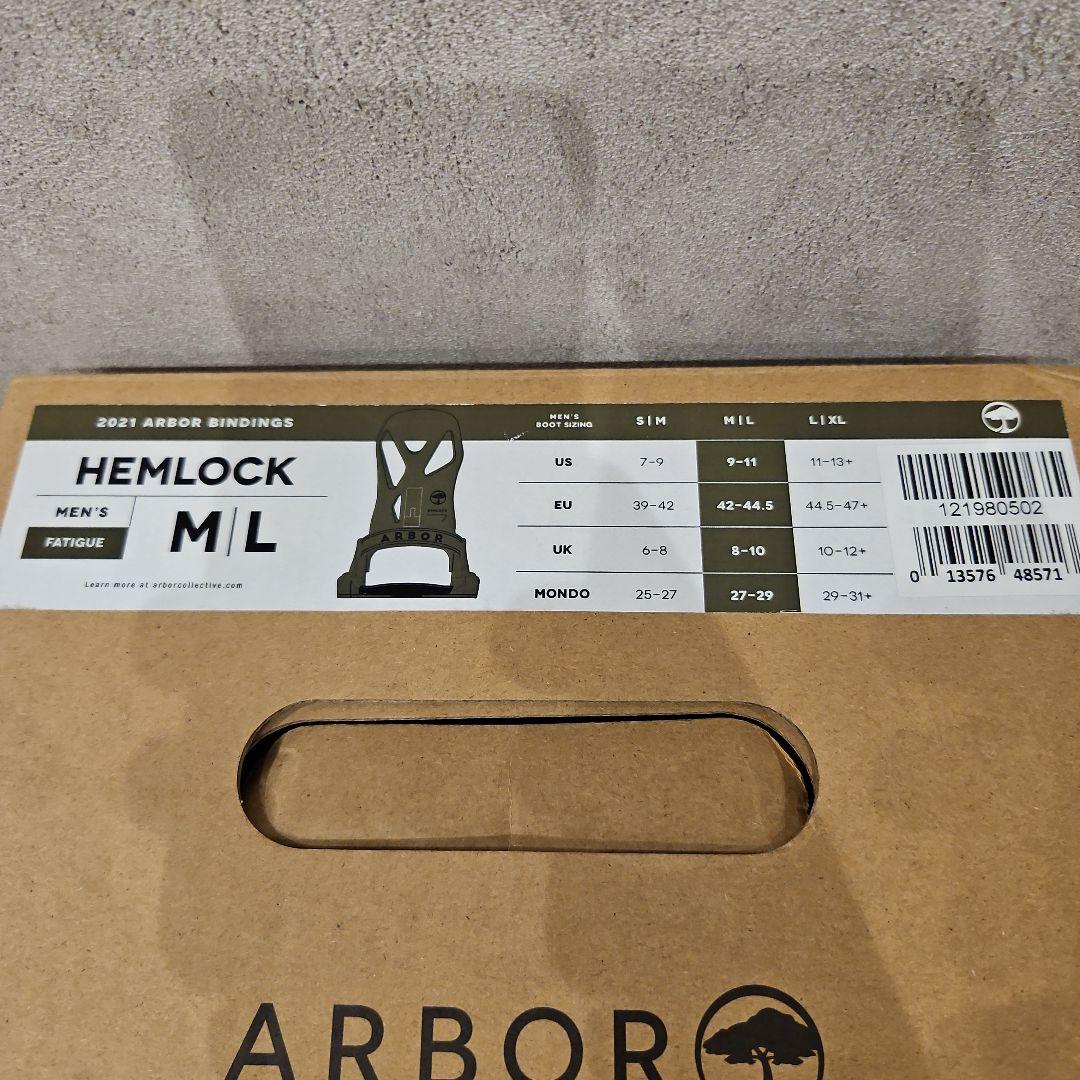 2021 ARBOR BINDINGS
HEMLOCK
MEN'S
FATIGUE
M|L
Learn more at arborcollective.com
ARBOR
MEN'S BOOT SIZING S|M M|L L|XL
US 7-9 9-11 11-13+
EU 39-42 42-44.5 44.5-47+
UK 6-8 8-10 10-12+
MONDO 25-27 27-29 29-31+
121980502
0 13576 48571
ARBOR